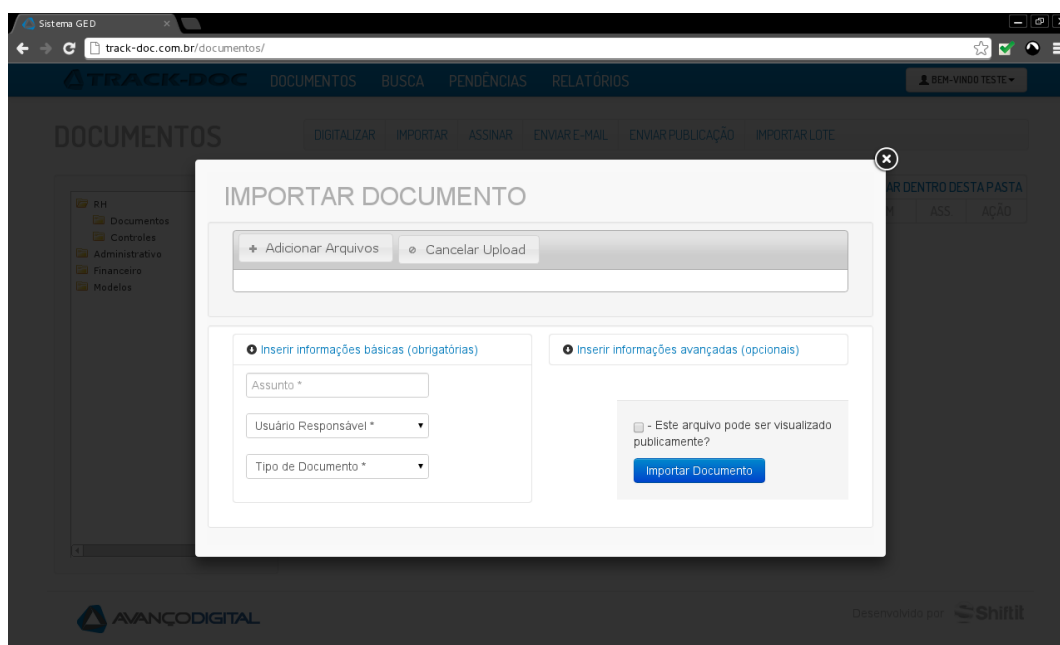 Sistema GED
track-doc.com.br/documentos/
TRACK-DOC DOCUMENTOS BUSCA PENDÊNCIAS RELATÓRIOS BEM-VINDO TESTE
DOCUMENTOS DIGITALIZAR IMPORTAR ASSINAR ENVIAR E-MAIL ENVIAR PUBLICAÇÃO IMPORTAR LOTE
AR DENTRO DESTA PASTA
M ASS AÇÃO
RH
Documentos
Controles
Administrativo
Financeiro
Modelos
IMPORTAR DOCUMENTO
Adicionar Arquivos Cancelar Upload
Inserir informações básicas (obrigatórias) Inserir informações avançadas (opcionais)
Assunto *
Usuário Responsável *
Tipo de Documento *
- Este arquivo pode ser visualizado
publicamente?
Importar Documento
AVANÇODIGITAL
Desenvolvido por Shiftit